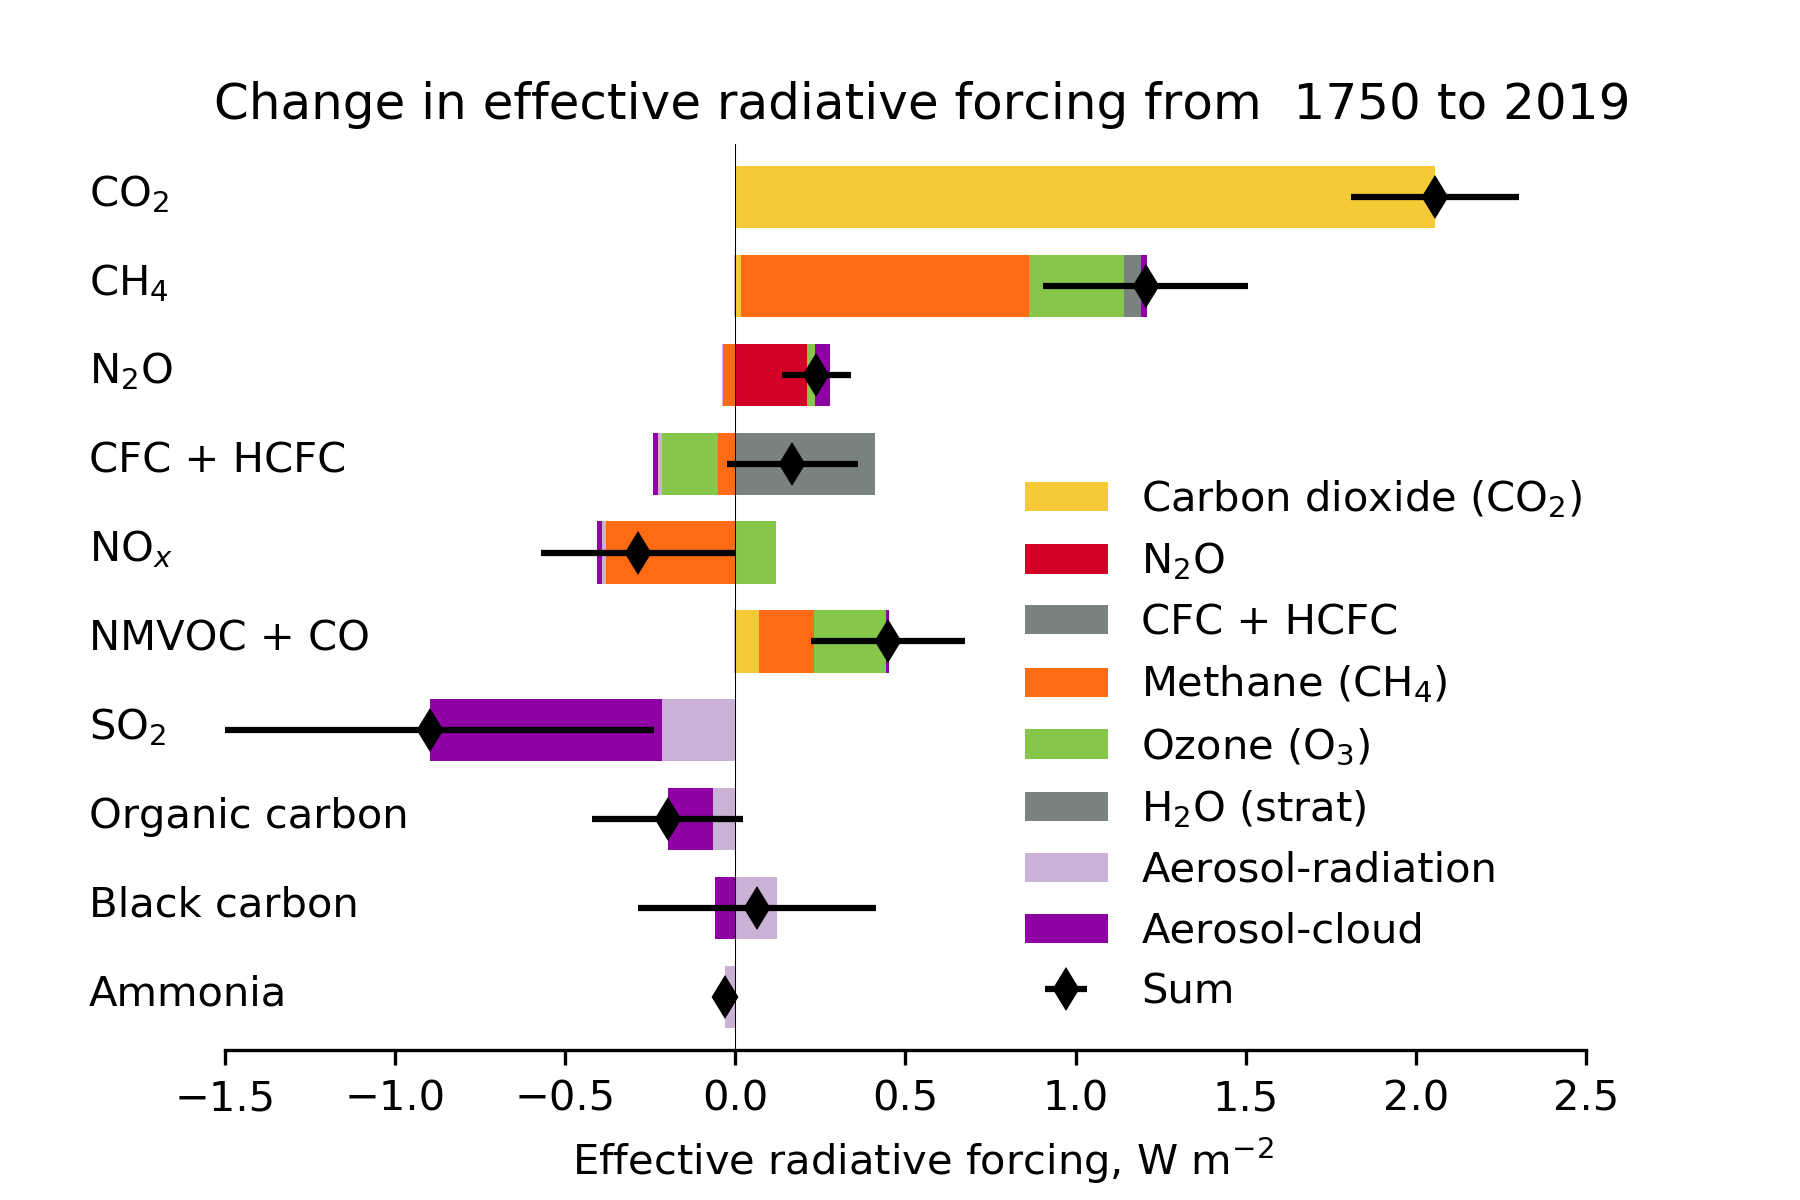 Change in effective radiative forcing from  1750 to 2019
CO₂
CH₄
N₂O
CFC + HCFC
NOₓ
NMVOC + CO
SO₂
Organic carbon
Black carbon
Ammonia
Carbon dioxide (CO₂)
N₂O
CFC + HCFC
Methane (CH₄)
Ozone (O₃)
H₂O (strat)
Aerosol-radiation
Aerosol-cloud
Sum
−1.5 −1.0 −0.5 0.0 0.5 1.0 1.5 2.0 2.5
Effective radiative forcing, W m⁻²